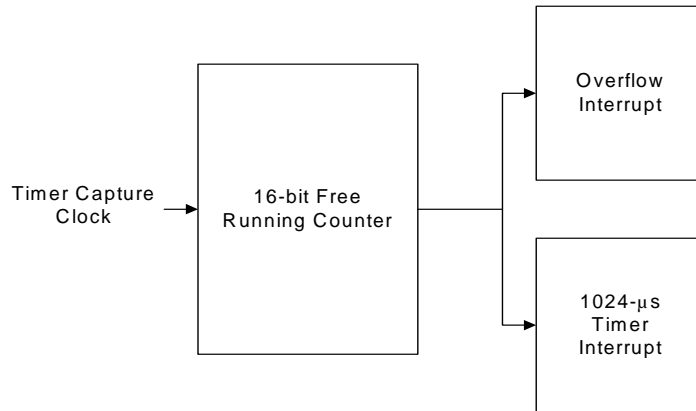 Timer Capture
Clock
16-bit Free
Running Counter
Overflow
Interrupt
1024-μs
Timer
Interrupt